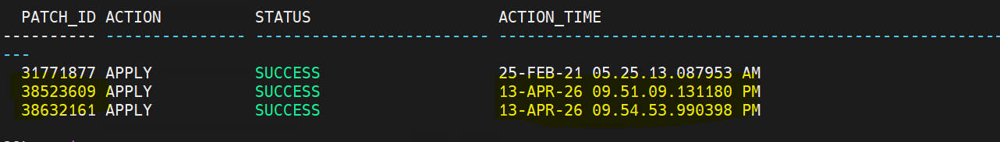 PATCH_ID ACTION STATUS ACTION_TIME
---------- --------------- ------------------------- ------------------------------------------------------
---
31771877 APPLY SUCCESS 25-FEB-21 05.25.13.087953 AM
38523609 APPLY SUCCESS 13-APR-26 09.51.09.131180 PM
38632161 APPLY SUCCESS 13-APR-26 09.54.53.990398 PM